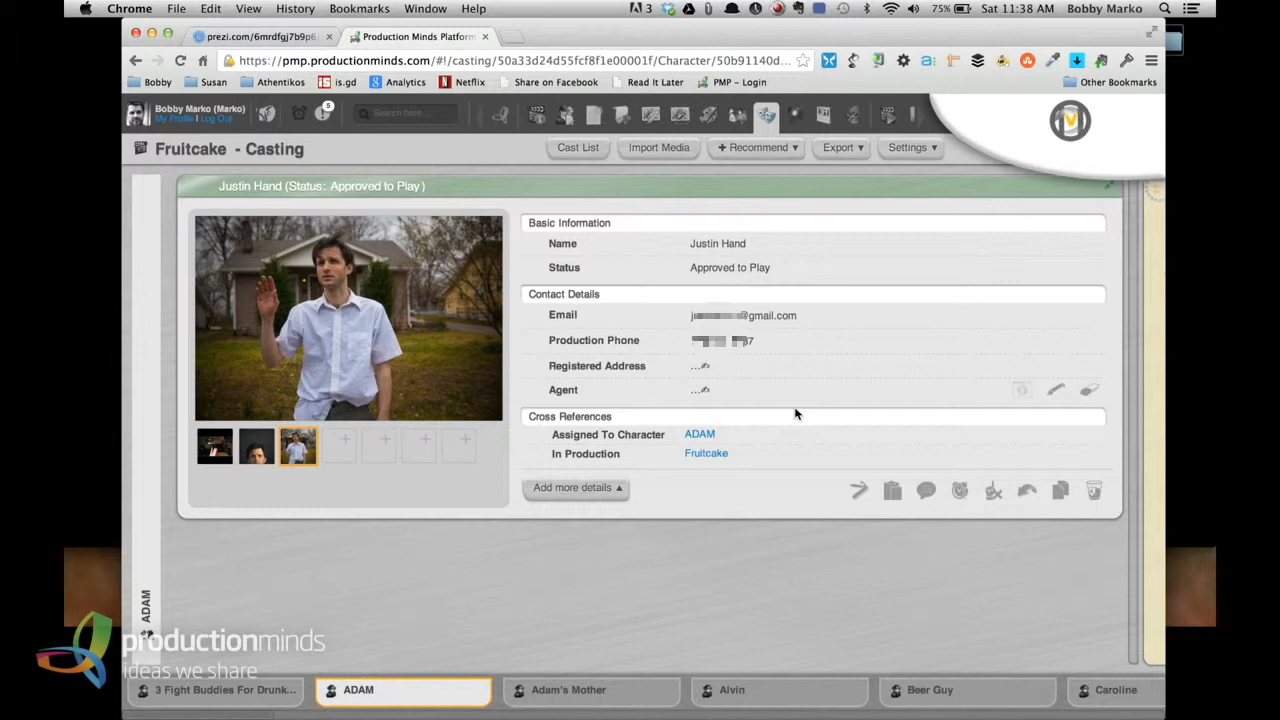 Chrome File Edit View History Bookmarks Window Help 3 75% Sat 11:38 AM Bobby Marko
prezi.com/6mrdfgj7b9p6 Production Minds Platform
https://pmp.productionminds.com/#!/casting/50a33d24d55fcf8f1e00001f/Character/50b91140d...
Bobby Susan Athentikos is.gd Analytics Netflix Share on Facebook Read It Later PMP - Login Other Bookmarks
Bobby Marko (Marko) 5 Search here...
My Profile | Log Out
Fruitcake - Casting Cast List Import Media + Recommend ▾ Export ▾ Settings ▾
Justin Hand (Status: Approved to Play)
Basic Information
Name Justin Hand
Status Approved to Play
Contact Details
Email @gmail.com
Production Phone
Registered Address ...
Agent ...
Cross References
Assigned To Character ADAM
In Production Fruitcake
Add more details ▴
ADAM
productionminds
ideas we share
3 Fight Buddies For Drunk... ADAM Adam's Mother Alvin Beer Guy Caroline